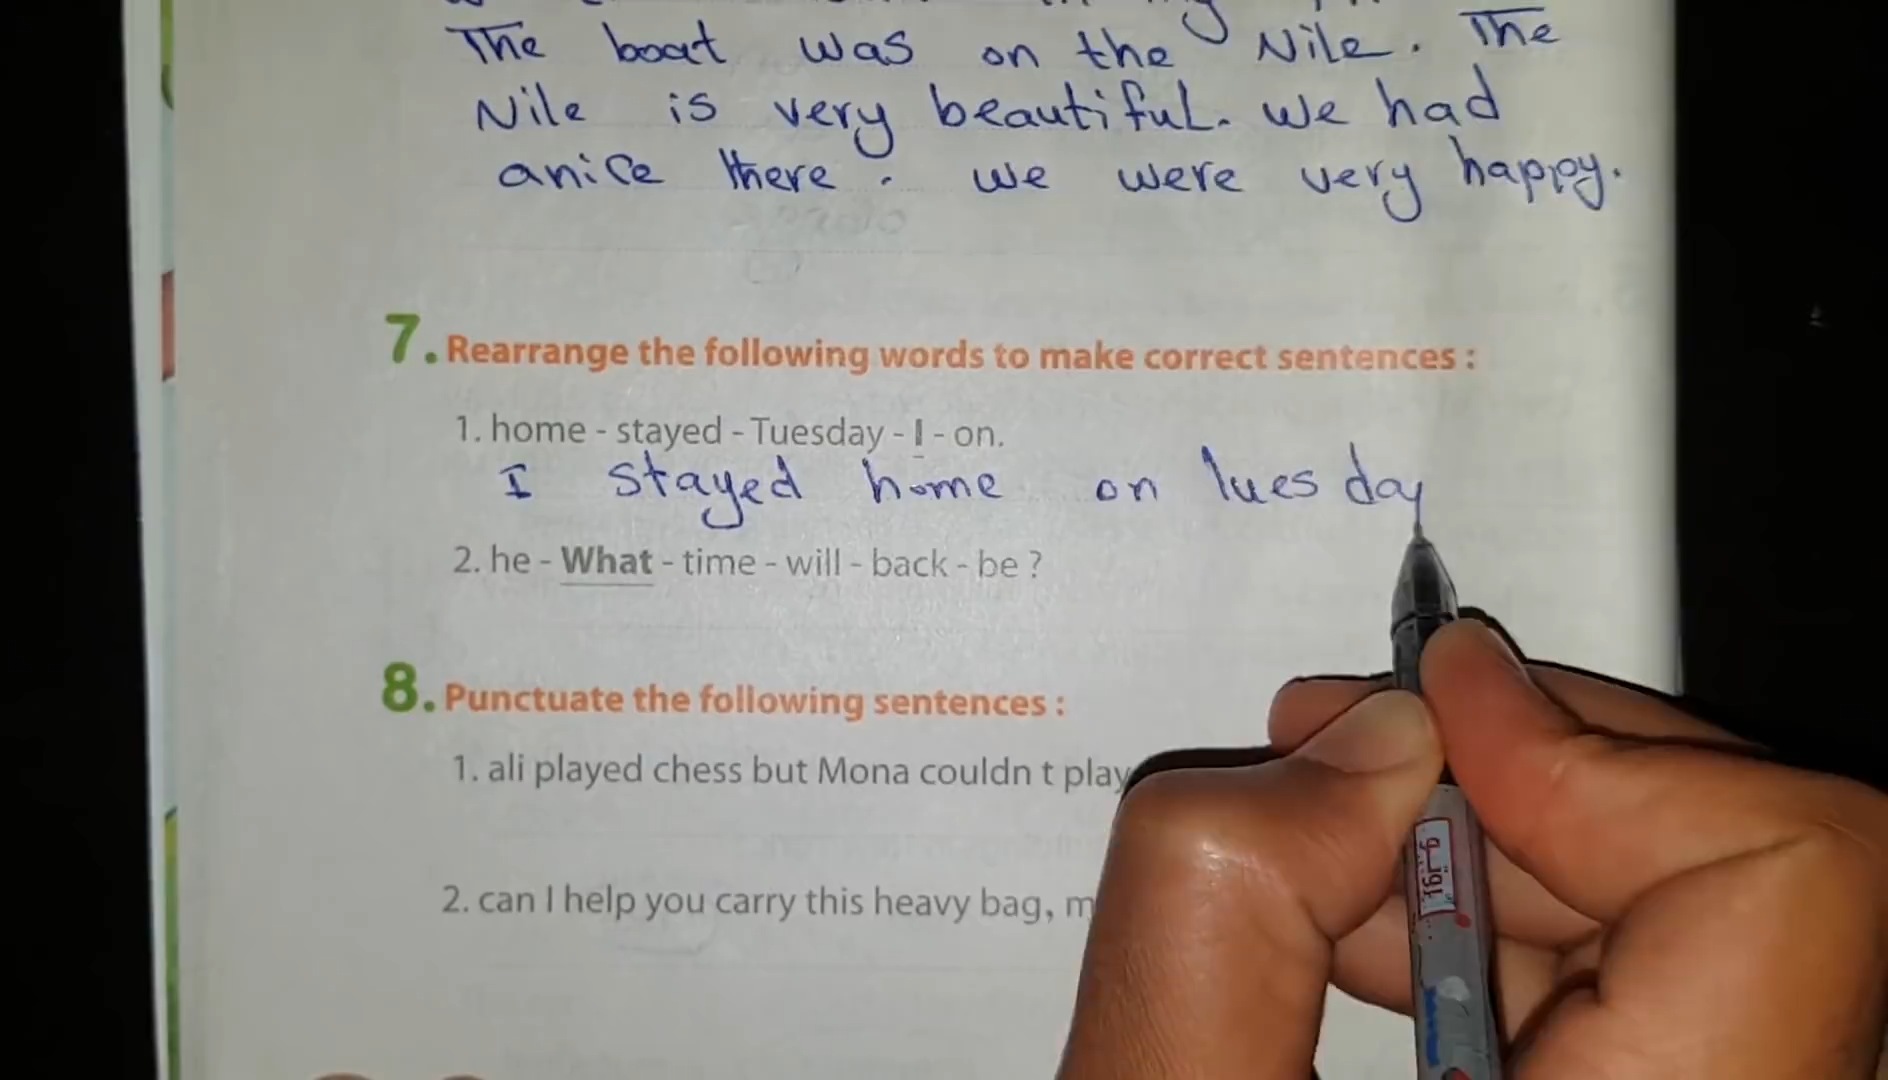 The boat was on the Nile. The
Nile is very beautiful. we had
anice there. we were very happy.
7. Rearrange the following words to make correct sentences :
1. home - stayed - Tuesday - I - on.
I stayed home on Tuesday
2. he - What - time - will - back - be ?
8. Punctuate the following sentences :
1. ali played chess but Mona couldn t play
2. can I help you carry this heavy bag,